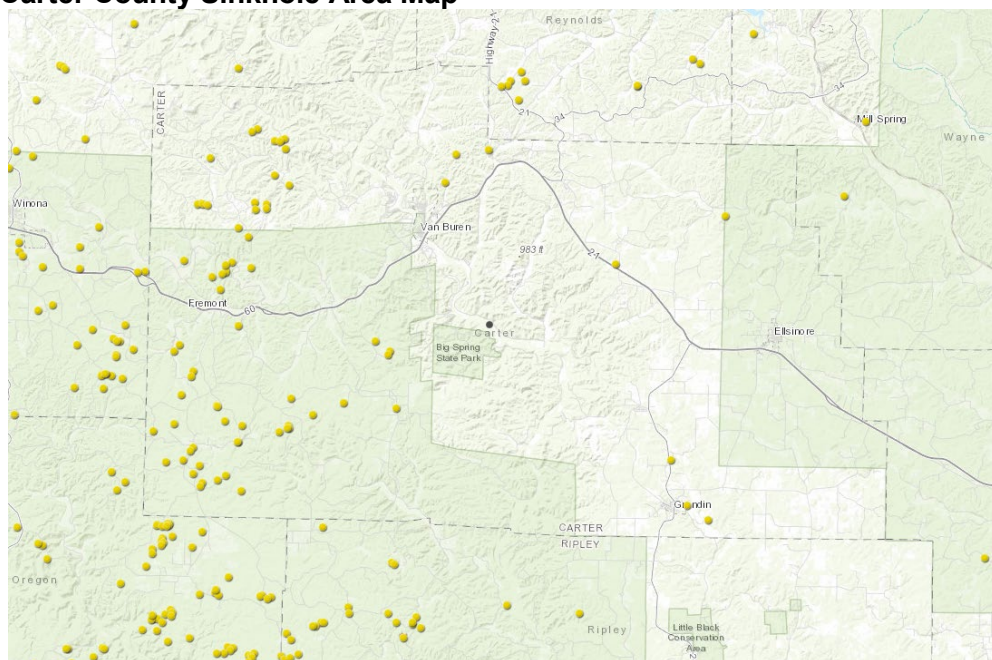 Carter County Sinkhole Area Map
Reynolds
Highway 21
CARTER
21
34
34
Mill Spring
Wayne
Winona
Van Buren
983 ft
21
Fremont
60
Carter
Ellsinore
Big Spring
State Park
Grandin
CARTER
RIPLEY
Oregon
Ripley
Little Black
Conservation
Area